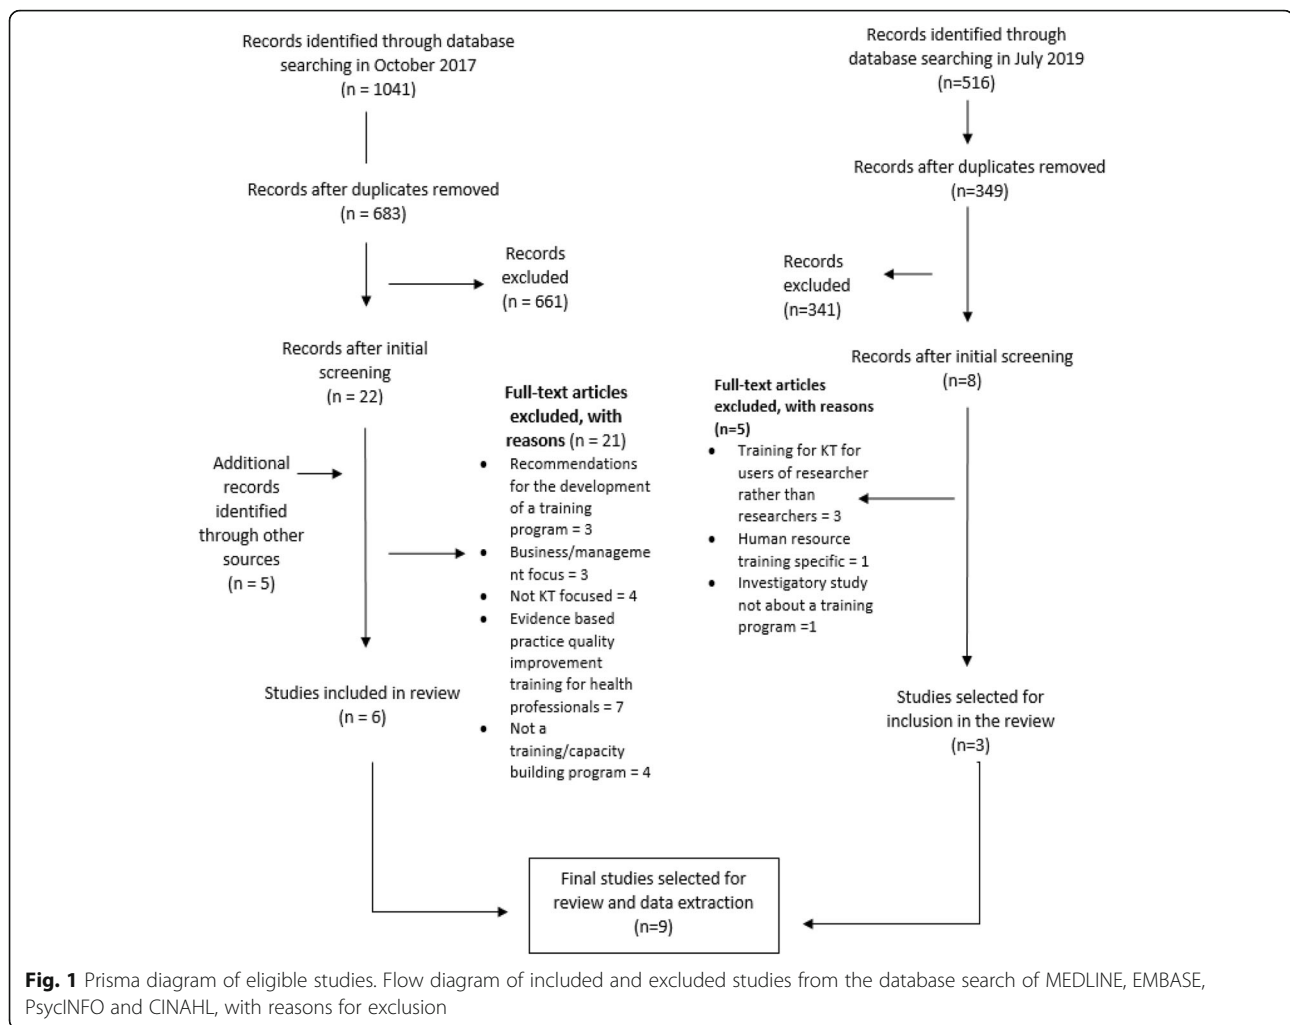 Records identified through database
searching in October 2017
(n = 1041)
Records after duplicates removed
(n = 683)
Records
excluded
(n = 661)
Records after initial
screening
(n = 22)
Additional
records
identified
through other
sources
(n = 5)
Full-text articles
excluded, with
reasons (n = 21)
• Recommendations
for the development
of a training
program = 3
• Business/manageme
nt focus = 3
• Not KT focused = 4
• Evidence based
practice quality
improvement
training for health
professionals = 7
• Not a
training/capacity
building program = 4
Studies included in review
(n = 6)
Records identified through
database searching in July 2019
(n=516)
Records after duplicates removed
(n=349)
Records
excluded
(n=341)
Records after initial screening
(n=8)
Full-text articles
excluded, with reasons
(n=5)
• Training for KT for
users of researcher
rather than
researchers = 3
• Human resource
training specific = 1
• Investigatory study
not about a training
program =1
Studies selected for
inclusion in the review
(n=3)
Final studies selected for
review and data extraction
(n=9)
Fig. 1 Prisma diagram of eligible studies. Flow diagram of included and excluded studies from the database search of MEDLINE, EMBASE,
PsycINFO and CINAHL, with reasons for exclusion